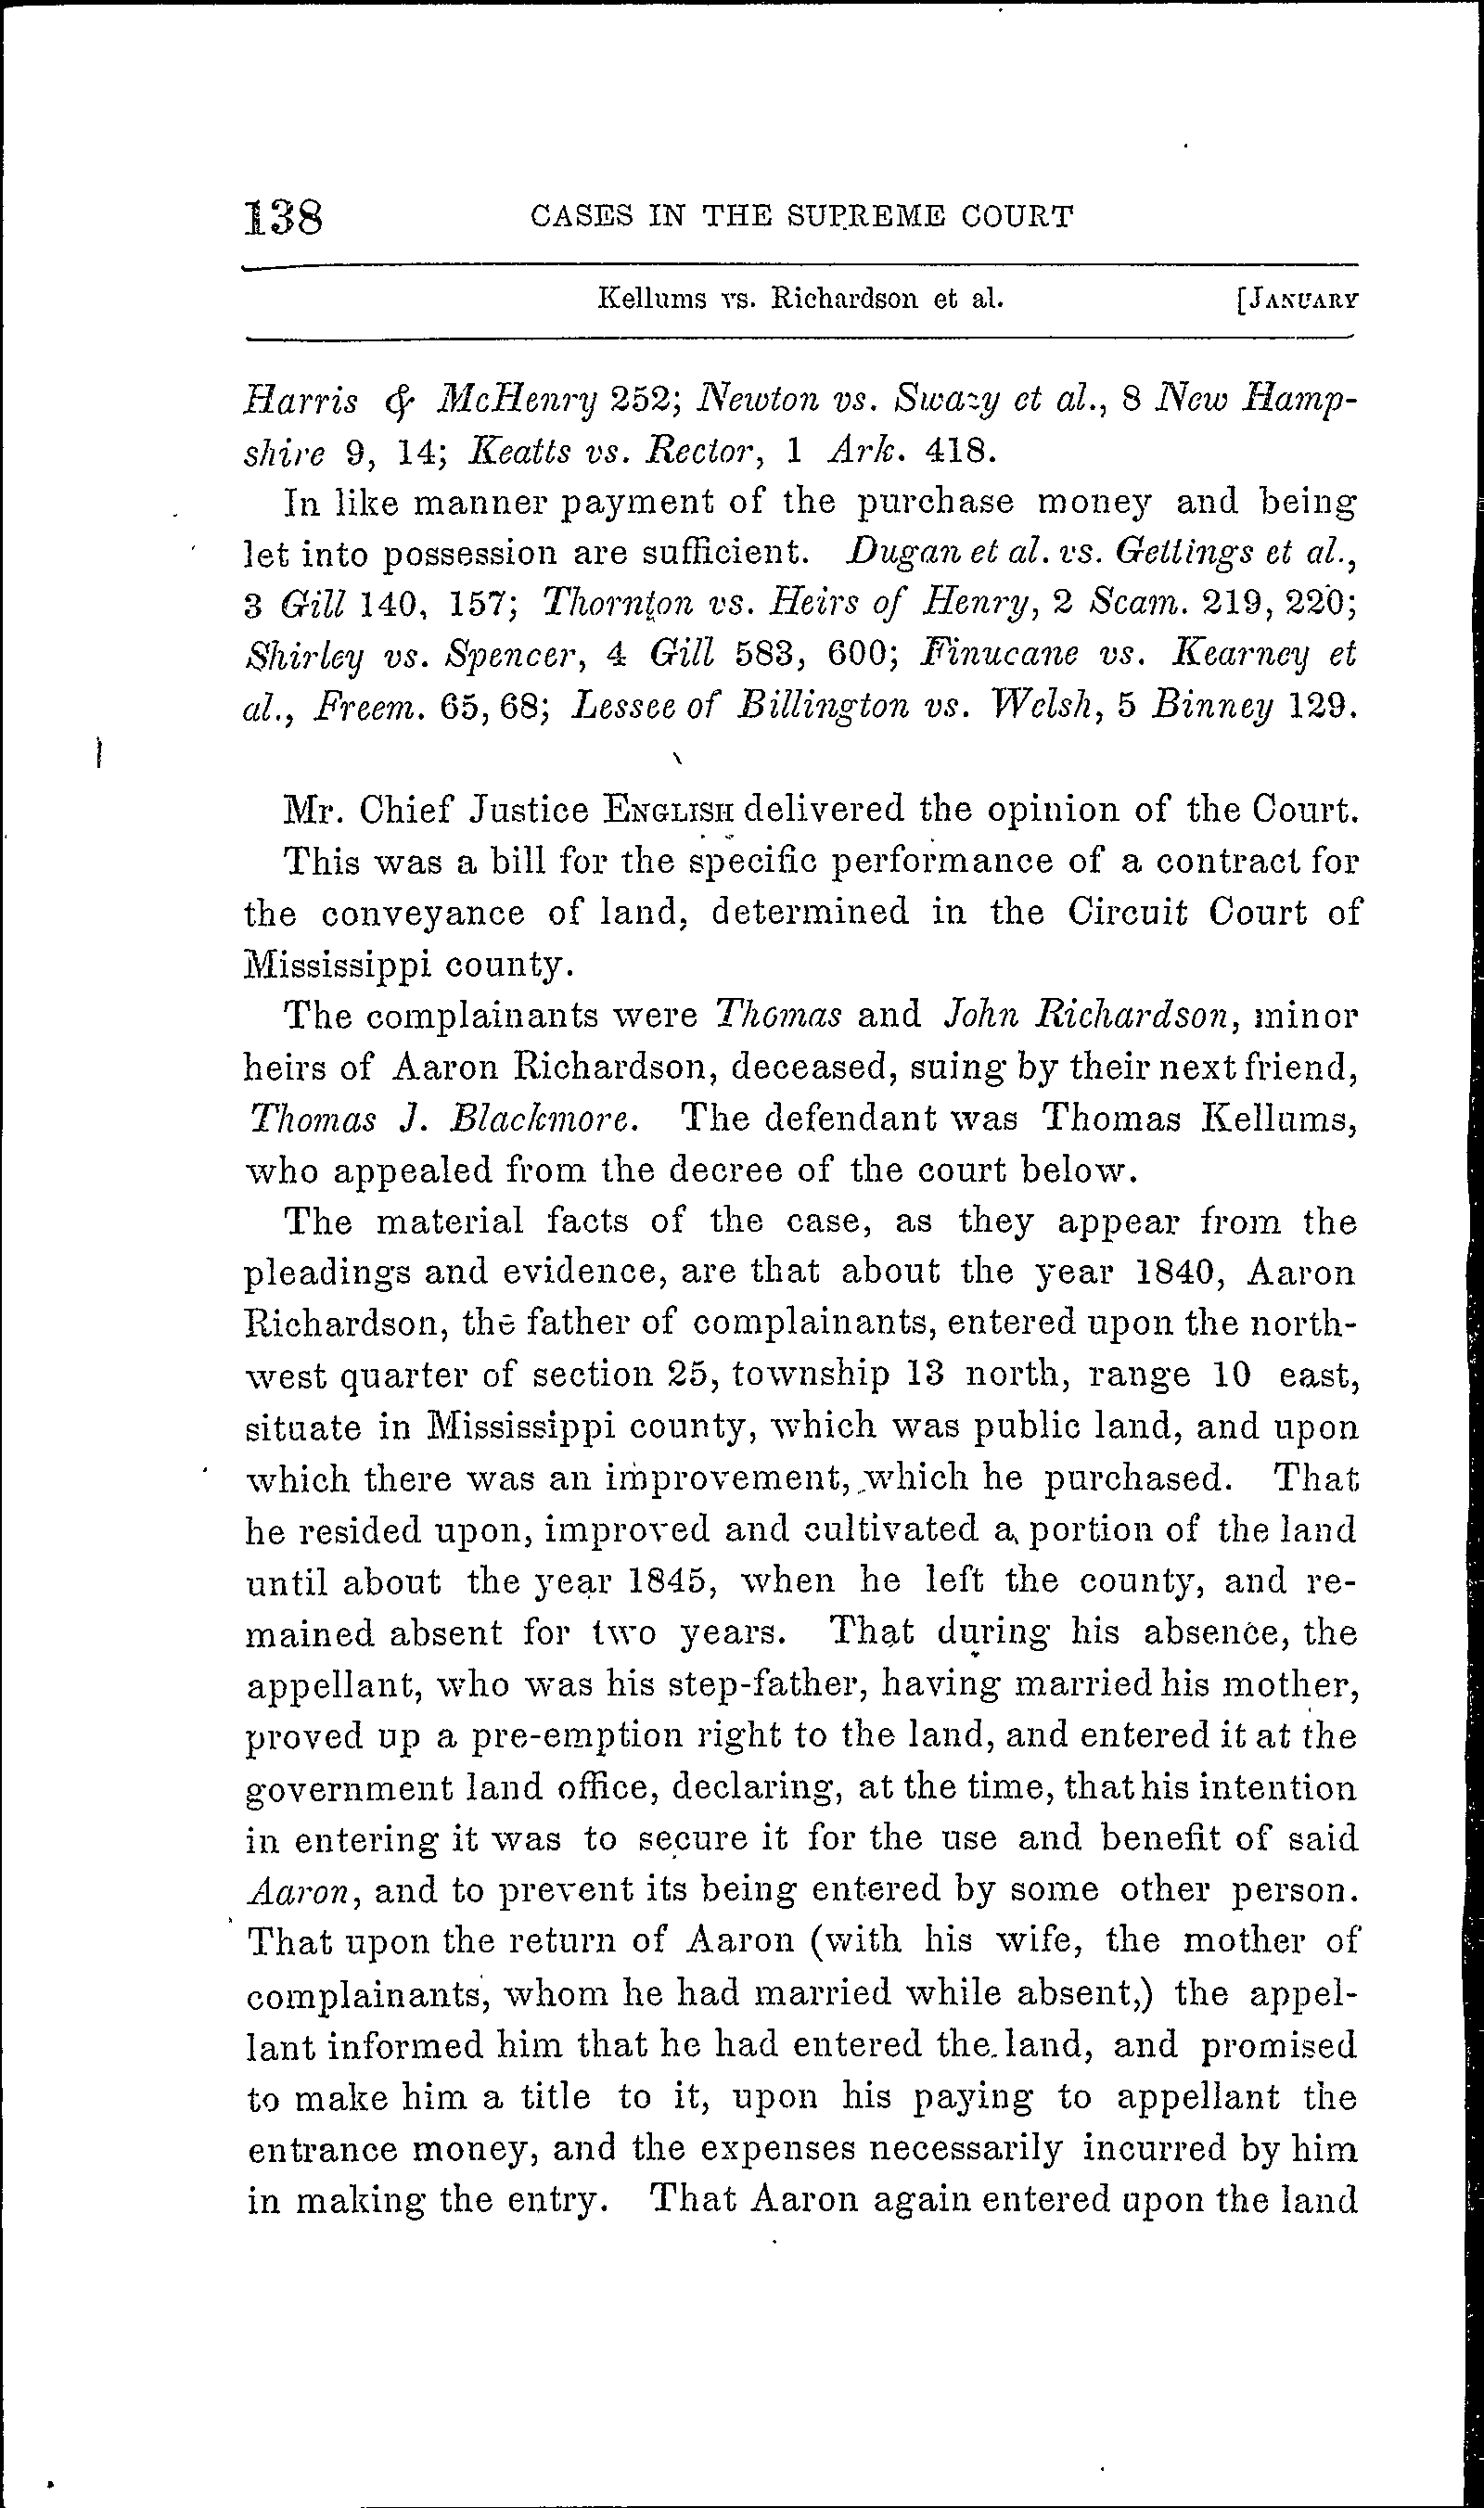 138 CASES IN THE SUPREME COURT
Kellums vs. Richardson et al. [JANUARY
Harris & McHenry 252; Newton vs. Swazy et al., 8 New Hamp-
shire 9, 14; Keatts vs. Rector, 1 Ark. 418.
In like manner payment of the purchase money and being
let into possession are sufficient. Dugan et al. vs. Gettings et al.,
3 Gill 140, 157; Thornton vs. Heirs of Henry, 2 Scam. 219, 220;
Shirley vs. Spencer, 4 Gill 583, 600; Finucane vs. Kearney et
al., Freem. 65, 68; Lessee of Billington vs. Welsh, 5 Binney 129.
Mr. Chief Justice ENGLISH delivered the opinion of the Court.
This was a bill for the specific performance of a contract for
the conveyance of land, determined in the Circuit Court of
Mississippi county.
The complainants were Thomas and John Richardson, minor
heirs of Aaron Richardson, deceased, suing by their next friend,
Thomas J. Blackmore. The defendant was Thomas Kellums,
who appealed from the decree of the court below.
The material facts of the case, as they appear from the
pleadings and evidence, are that about the year 1840, Aaron
Richardson, the father of complainants, entered upon the north-
west quarter of section 25, township 13 north, range 10 east,
situate in Mississippi county, which was public land, and upon
which there was an improvement, which he purchased. That
he resided upon, improved and cultivated a portion of the land
until about the year 1845, when he left the county, and re-
mained absent for two years. That during his absence, the
appellant, who was his step-father, having married his mother,
proved up a pre-emption right to the land, and entered it at the
government land office, declaring, at the time, that his intention
in entering it was to secure it for the use and benefit of said
Aaron, and to prevent its being entered by some other person.
That upon the return of Aaron (with his wife, the mother of
complainants, whom he had married while absent,) the appel-
lant informed him that he had entered the land, and promised
to make him a title to it, upon his paying to appellant the
entrance money, and the expenses necessarily incurred by him
in making the entry. That Aaron again entered upon the land